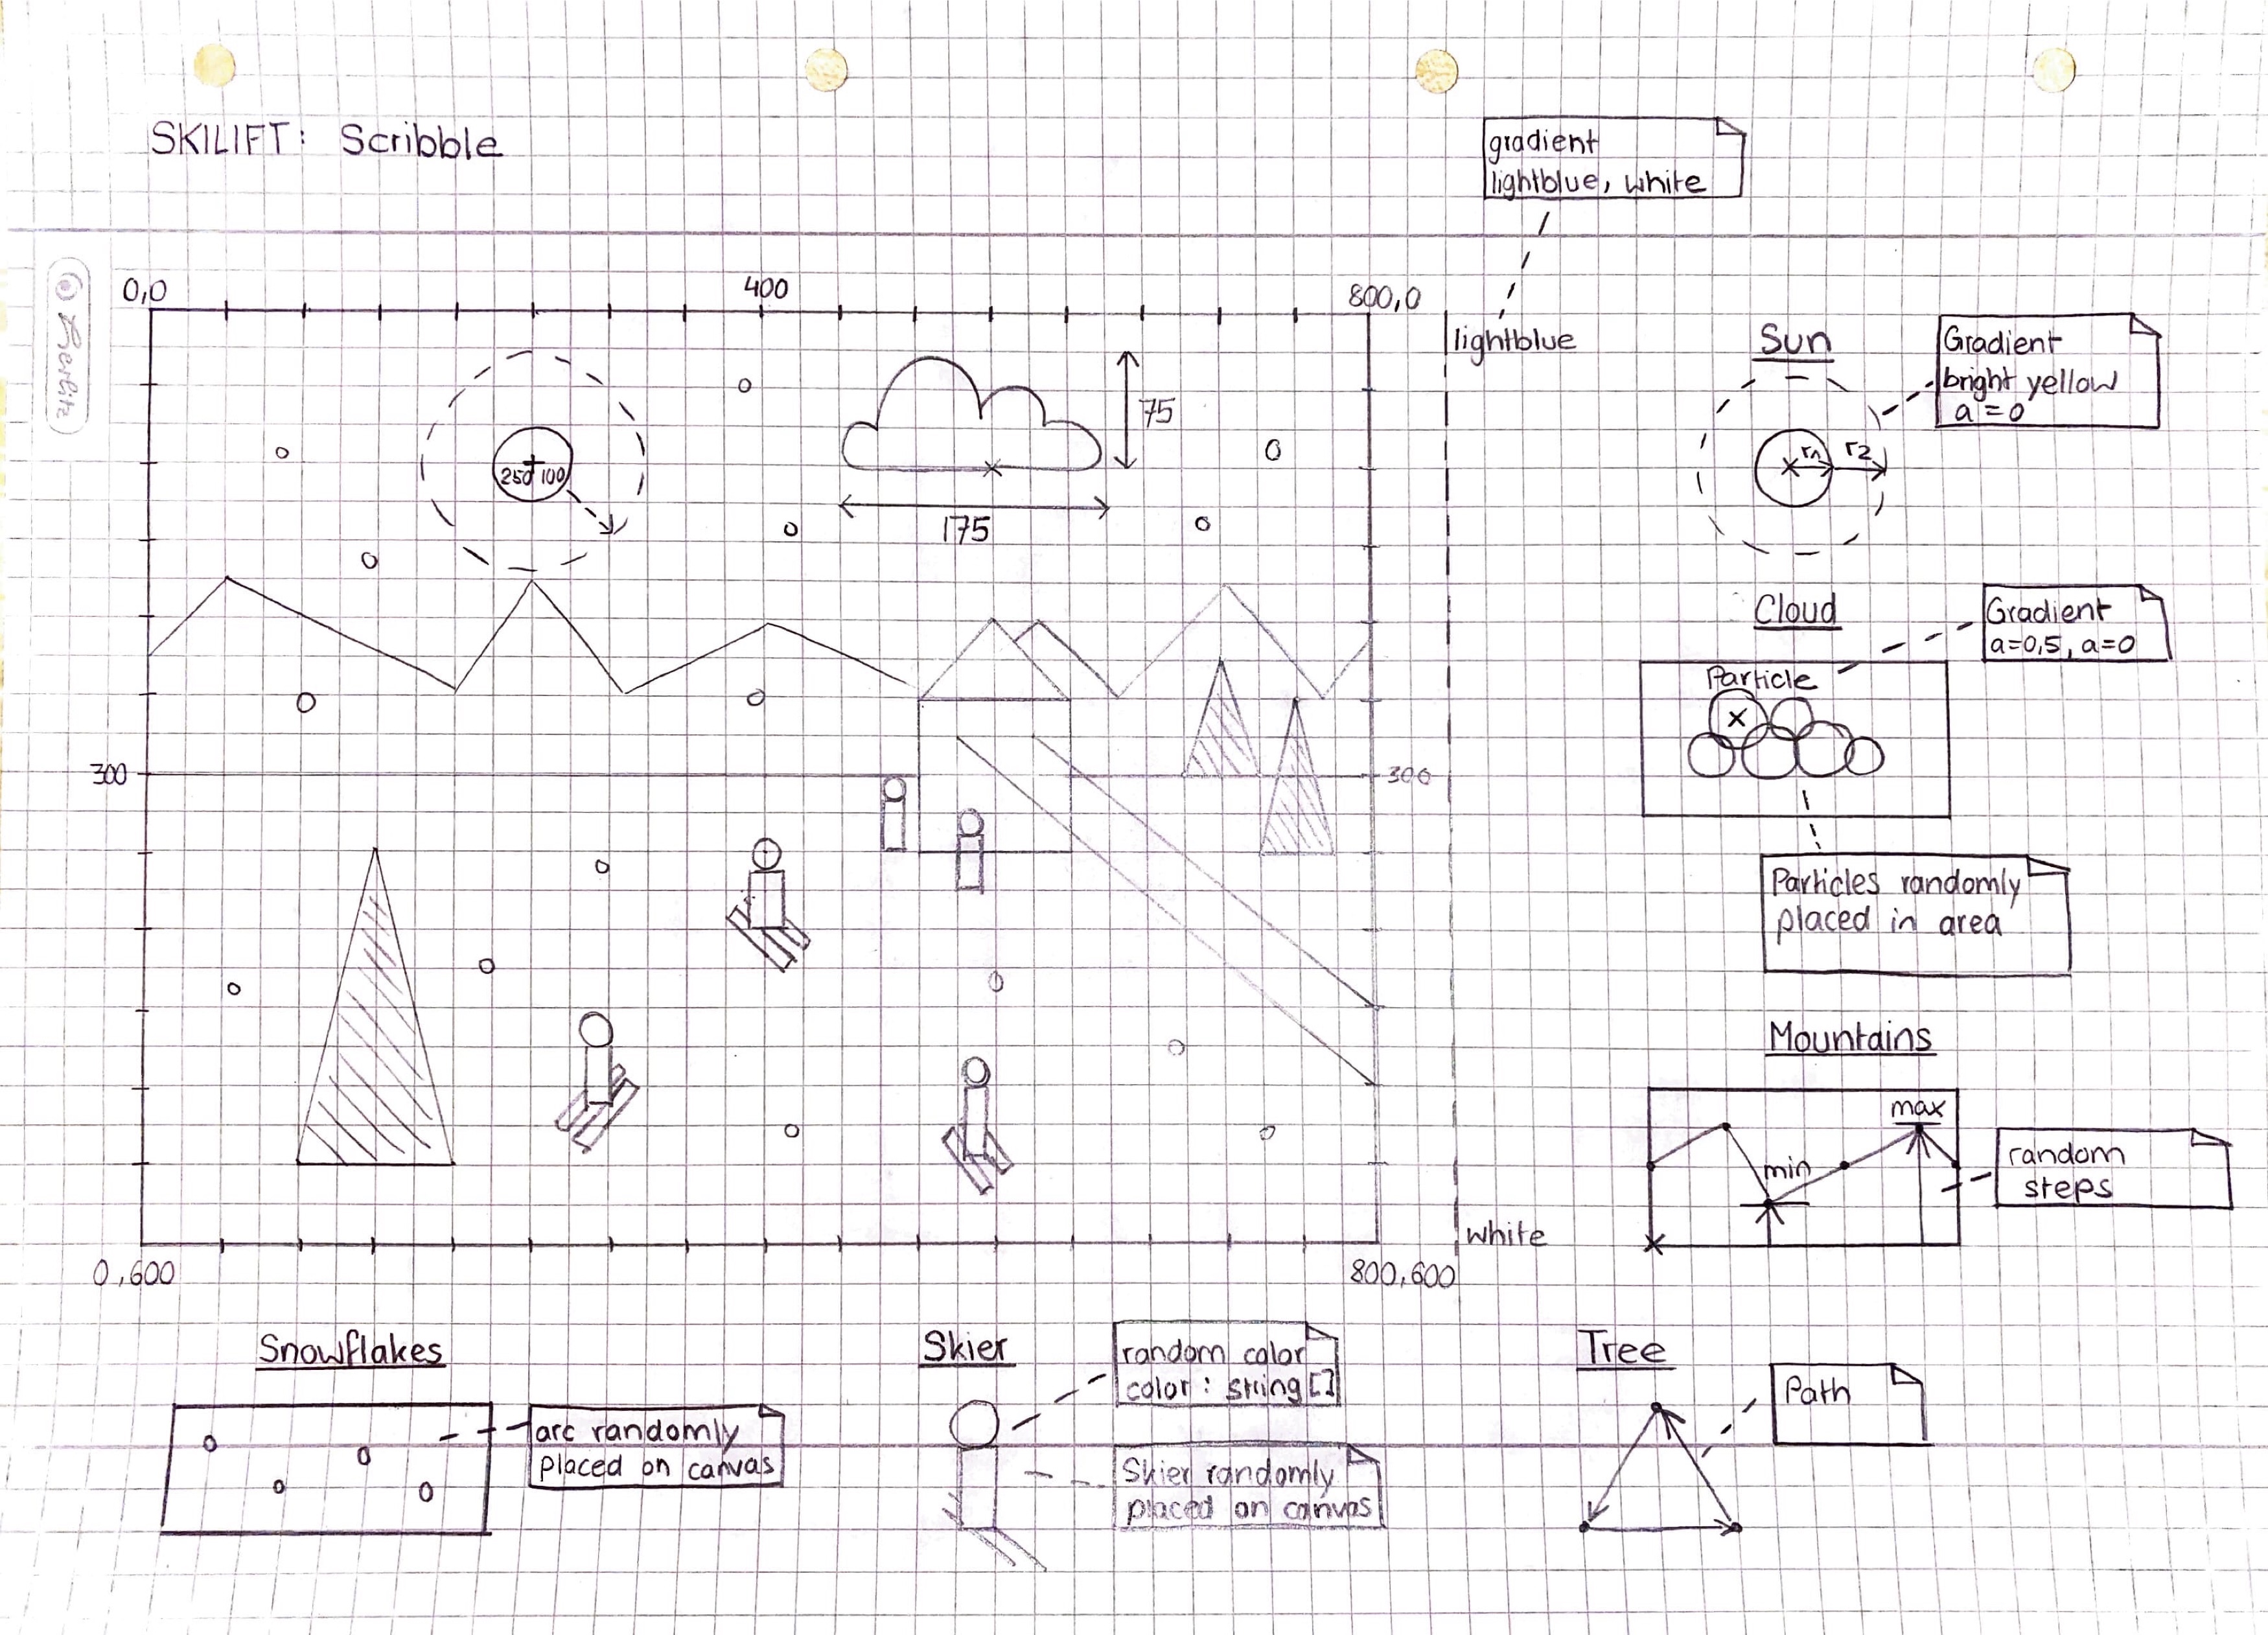 SKILIFT: Scribble
gradient
lightblue, white
0,0
400
800,0
lightblue
Sun
Gradient
bright yellow
a=0
r1
r2
75
250 100
175
Cloud
Gradient
a=0,5, a=0
Particle
300
300
Particles randomly
placed in area
Mountains
max
min
random
steps
white
0,600
800,600
Snowflakes
arc randomly
placed on canvas
Skier
random color
color: string[]
Skier randomly
placed on canvas
Tree
Path
Herlitz